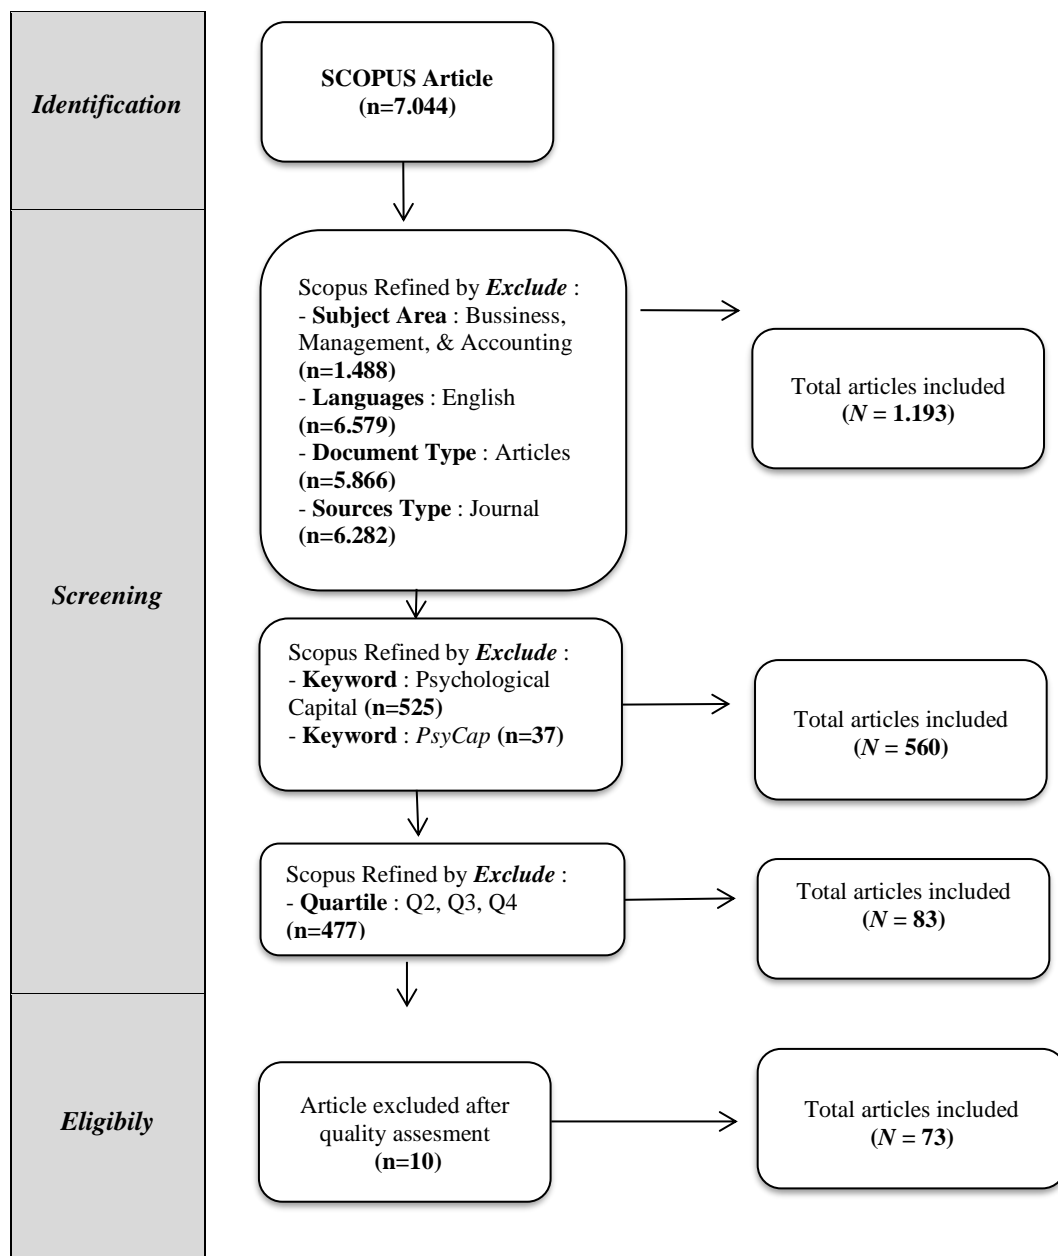 Identification
SCOPUS Article
(n=7.044)
Screening
Scopus Refined by Exclude :
- Subject Area : Bussiness,
Management, & Accounting
(n=1.488)
- Languages : English
(n=6.579)
- Document Type : Articles
(n=5.866)
- Sources Type : Journal
(n=6.282)
Total articles included
(N = 1.193)
Scopus Refined by Exclude :
- Keyword : Psychological
Capital (n=525)
- Keyword : PsyCap (n=37)
Total articles included
(N = 560)
Scopus Refined by Exclude :
- Quartile : Q2, Q3, Q4
(n=477)
Total articles included
(N = 83)
Eligibily
Article excluded after
quality assesment
(n=10)
Total articles included
(N = 73)